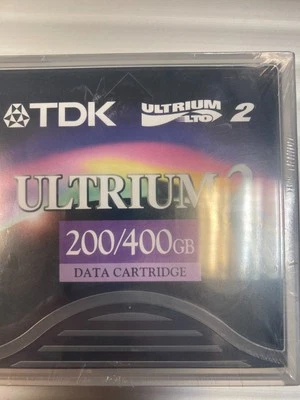 TDK ULTRIUM LTO 2
ULTRIUM 2
200/400GB
DATA CARTRIDGE